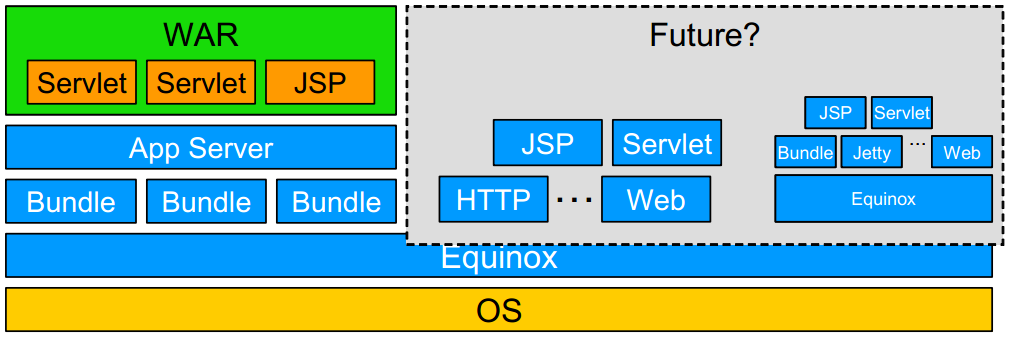 WAR
Servlet Servlet JSP
App Server
Bundle Bundle Bundle
Future?
JSP Servlet
HTTP ... Web
JSP Servlet
Bundle Jetty ... Web
Equinox
Equinox
OS